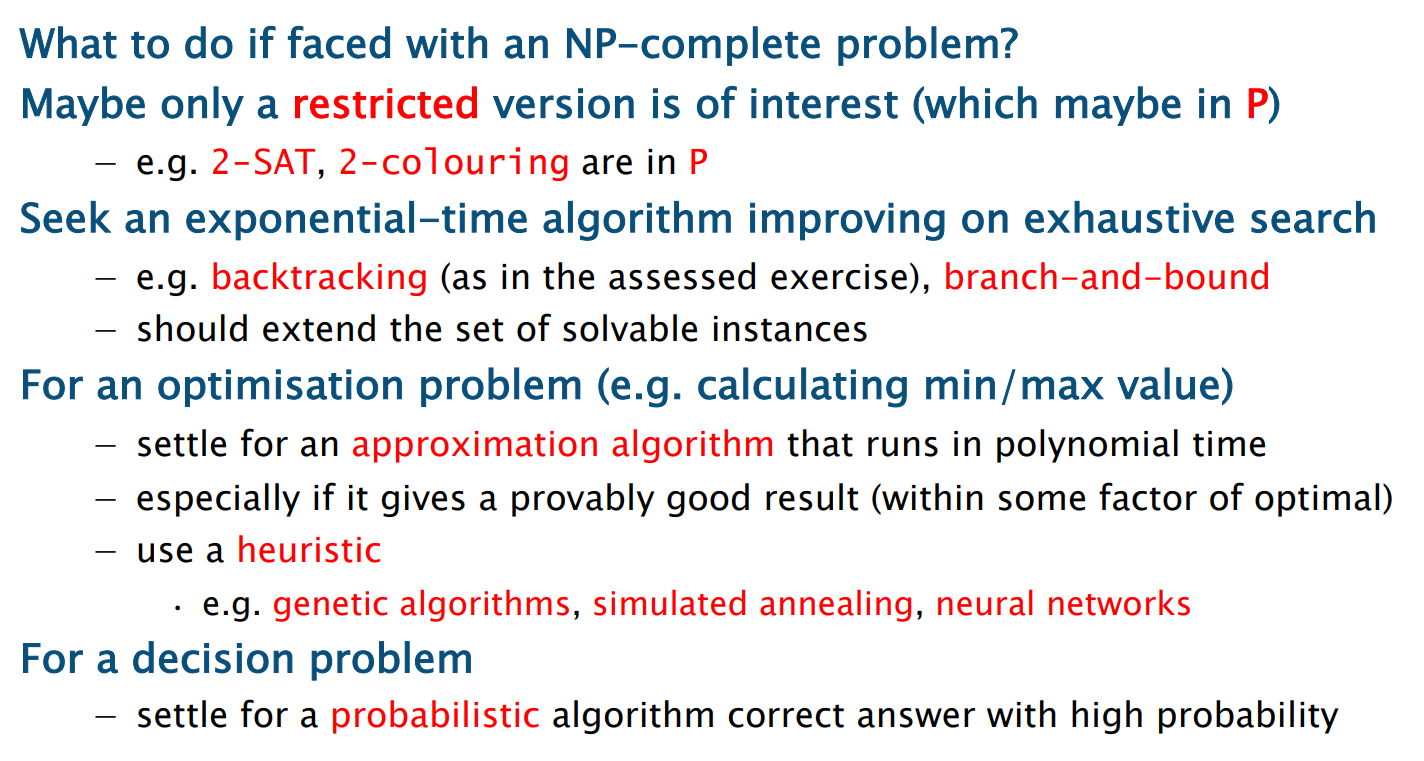 What to do if faced with an NP-complete problem?
Maybe only a restricted version is of interest (which maybe in P)
– e.g. 2-SAT, 2-colouring are in P
Seek an exponential-time algorithm improving on exhaustive search
– e.g. backtracking (as in the assessed exercise), branch-and-bound
– should extend the set of solvable instances
For an optimisation problem (e.g. calculating min/max value)
– settle for an approximation algorithm that runs in polynomial time
– especially if it gives a provably good result (within some factor of optimal)
– use a heuristic
· e.g. genetic algorithms, simulated annealing, neural networks
For a decision problem
– settle for a probabilistic algorithm correct answer with high probability